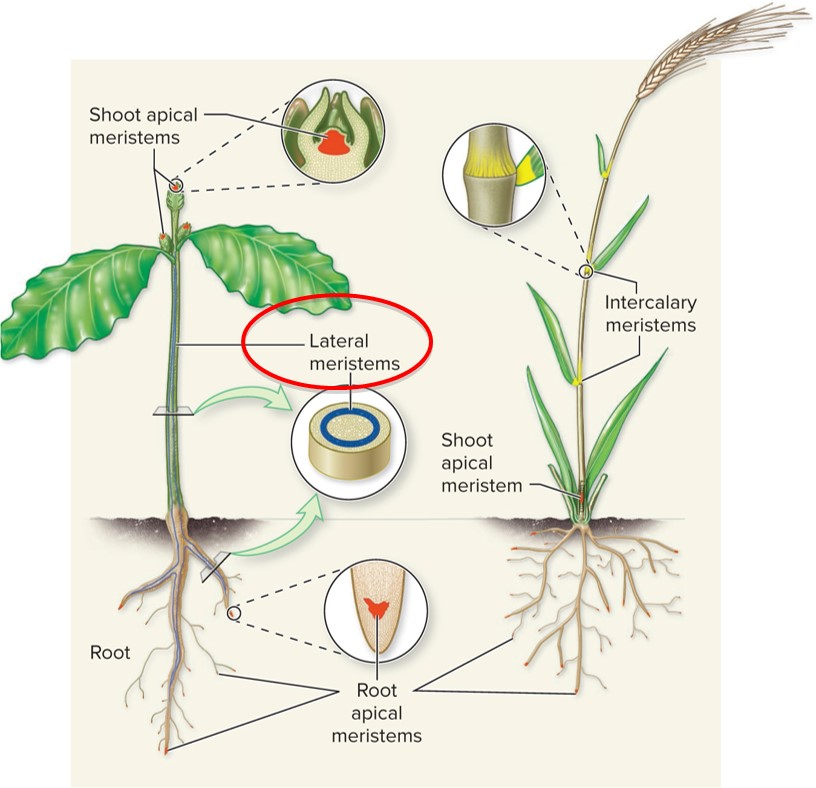 Shoot apical
meristems
Lateral
meristems
Intercalary
meristems
Shoot
apical
meristem
Root
Root
apical
meristems